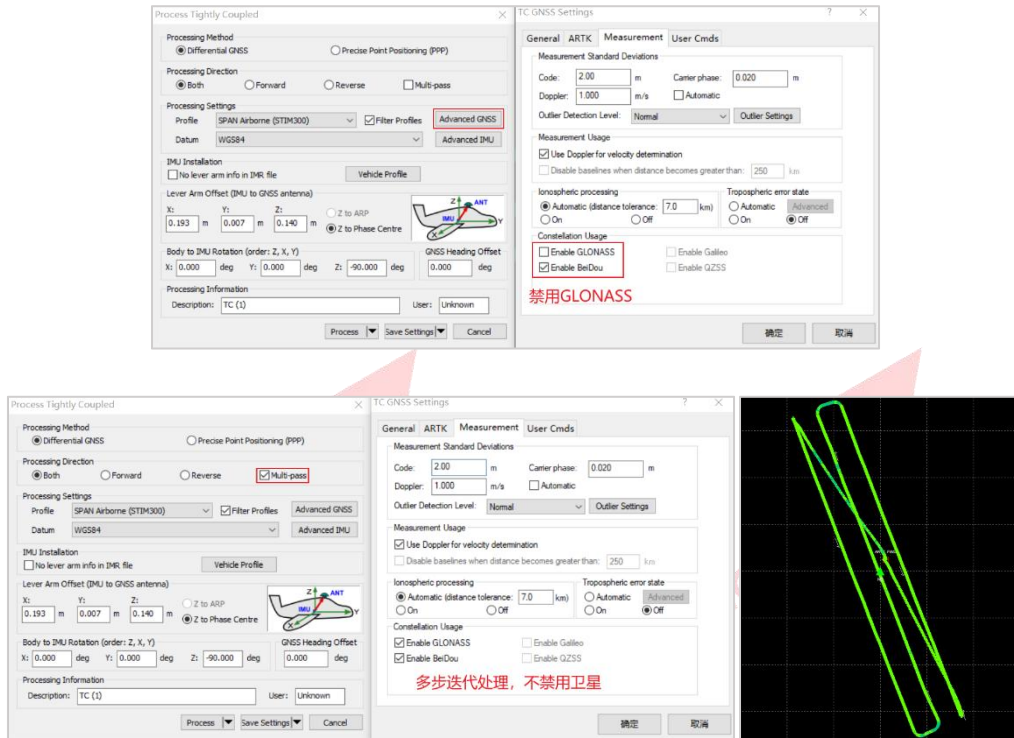 Process Tightly Coupled
Processing Method
Differential GNSS Precise Point Positioning (PPP)
Processing Direction
Both Forward Reverse Multi-pass
Processing Settings
Profile SPAN Airborne (STIM300) Filter Profiles Advanced GNSS
Datum WGS84 Advanced IMU
IMU Installation
No lever arm info in IMR file Vehicle Profile
Lever Arm Offset (IMU to GNSS antenna)
X: Y: Z:
0.193 m 0.007 m 0.140 m
Z to ARP
Z to Phase Centre
Z ANT
IMU Y
X
Body to IMU Rotation (order: Z, X, Y) GNSS Heading Offset
X: 0.000 deg Y: 0.000 deg Z: -90.000 deg 0.000 deg
Processing Information
Description: TC (1) User: Unknown
Process Save Settings Cancel
TC GNSS Settings ?
General ARTK Measurement User Cmds
Measurement Standard Deviations
Code: 2.00 m Carrier phase: 0.020 m
Doppler: 1.000 m/s Automatic
Outlier Detection Level: Normal Outlier Settings
Measurement Usage
Use Doppler for velocity determination
Disable baselines when distance becomes greater than: 250 km
Ionospheric processing Tropospheric error state
Automatic (distance tolerance: 7.0 km) Automatic Advanced
On Off On Off
Constellation Usage
Enable GLONASS Enable Galileo
Enable BeiDou Enable QZSS
禁用GLONASS
确定 取消
Process Tightly Coupled
Processing Method
Differential GNSS Precise Point Positioning (PPP)
Processing Direction
Both Forward Reverse Multi-pass
Processing Settings
Profile SPAN Airborne (STIM300) Filter Profiles Advanced GNSS
Datum WGS84 Advanced IMU
IMU Installation
No lever arm info in IMR file Vehicle Profile
Lever Arm Offset (IMU to GNSS antenna)
X: Y: Z:
0.193 m 0.007 m 0.140 m
Z to ARP
Z to Phase Centre
Z ANT
IMU Y
X
Body to IMU Rotation (order: Z, X, Y) GNSS Heading Offset
X: 0.000 deg Y: 0.000 deg Z: -90.000 deg 0.000 deg
Processing Information
Description: TC (1) User: Unknown
Process Save Settings Cancel
TC GNSS Settings ?
General ARTK Measurement User Cmds
Measurement Standard Deviations
Code: 2.00 m Carrier phase: 0.020 m
Doppler: 1.000 m/s Automatic
Outlier Detection Level: Normal Outlier Settings
Measurement Usage
Use Doppler for velocity determination
Disable baselines when distance becomes greater than: 250 km
Ionospheric processing Tropospheric error state
Automatic (distance tolerance: 7.0 km) Automatic Advanced
On Off On Off
Constellation Usage
Enable GLONASS Enable Galileo
Enable BeiDou Enable QZSS
多步迭代处理，不禁用卫星
确定 取消